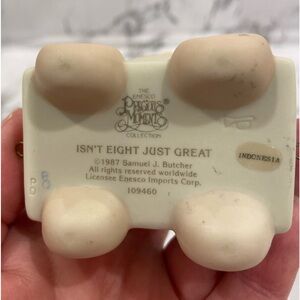 THE
ENESCO
Precious
Moments®
COLLECTION
ISN'T EIGHT JUST GREAT
©1987 Samuel J. Butcher
All rights reserved worldwide
Licensee Enesco Imports Corp.
109460
INDONESIA